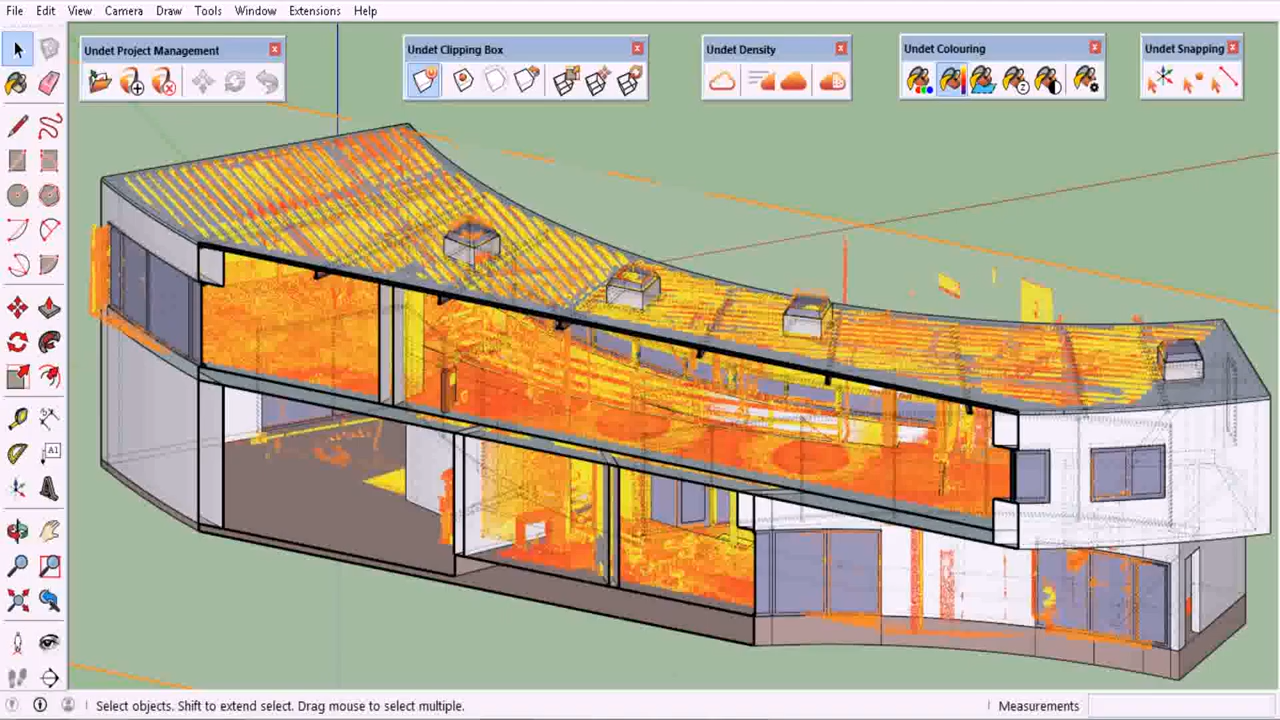 File Edit View Camera Draw Tools Window Extensions Help
Undet Project Management
Undet Clipping Box
Undet Density
Undet Colouring
Undet Snapping
A1
Select objects. Shift to extend select. Drag mouse to select multiple.
Measurements